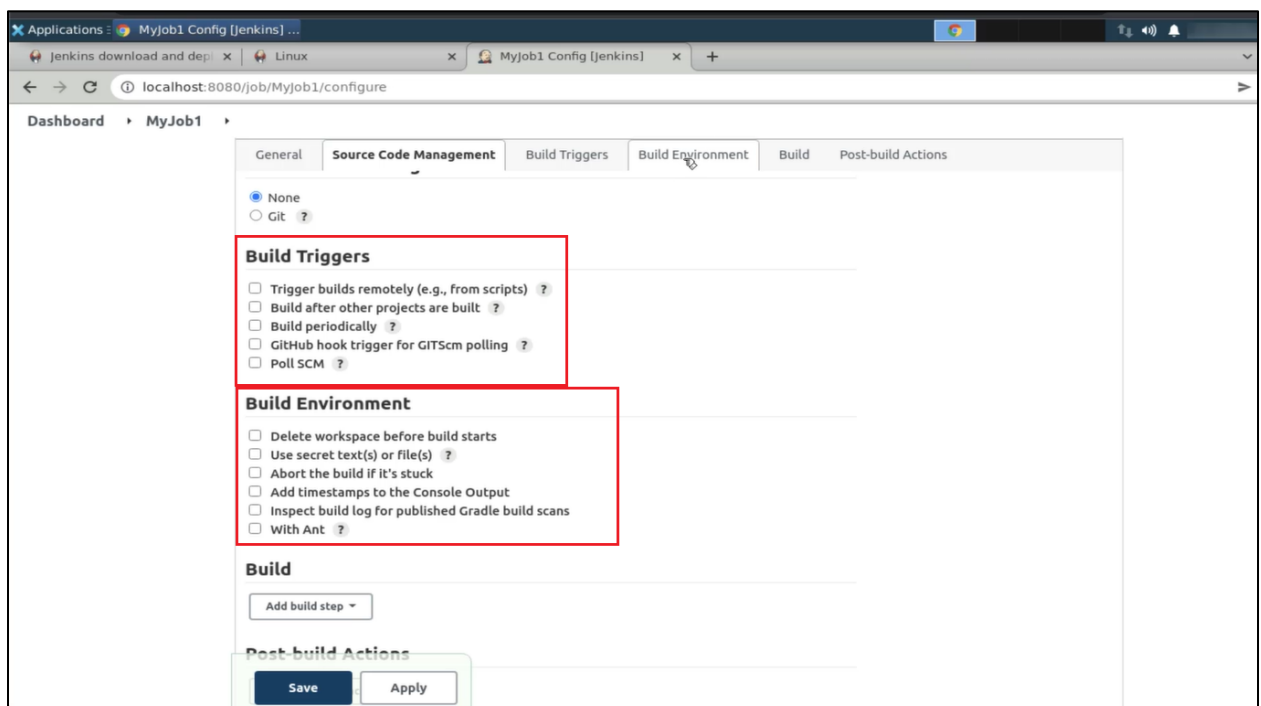 Applications MyJob1 Config [Jenkins] ...
Jenkins download and depl Linux MyJob1 Config [Jenkins]
localhost:8080/job/MyJob1/configure
Dashboard MyJob1
General Source Code Management Build Triggers Build Environment Build Post-build Actions
None
Git ?
Build Triggers
Trigger builds remotely (e.g., from scripts) ?
Build after other projects are built ?
Build periodically ?
GitHub hook trigger for GITScm polling ?
Poll SCM ?
Build Environment
Delete workspace before build starts
Use secret text(s) or file(s) ?
Abort the build if it's stuck
Add timestamps to the Console Output
Inspect build log for published Gradle build scans
With Ant ?
Build
Add build step
Post-build Actions
Save Apply